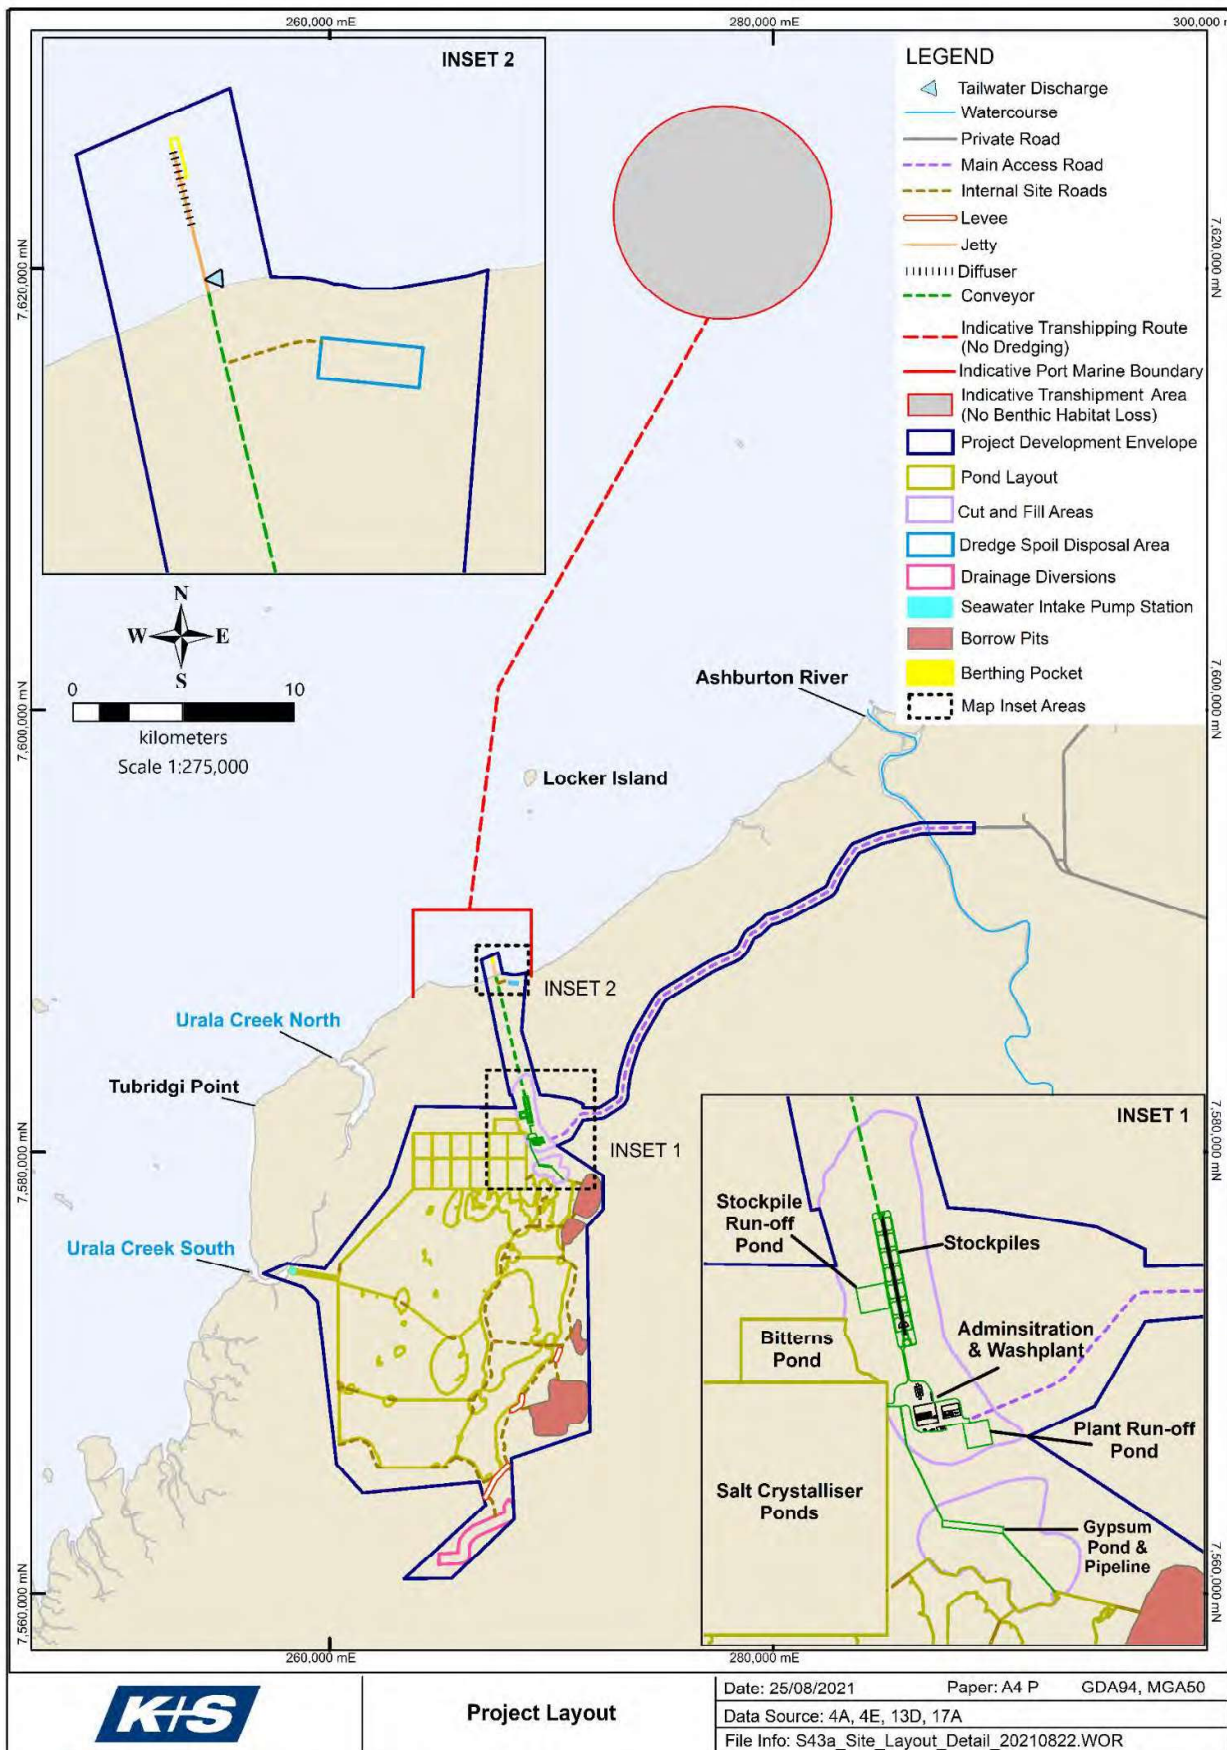 260,000 mE
280,000 mE
300,000 m
INSET 2
LEGEND
Tailwater Discharge
Watercourse
Private Road
Main Access Road
Internal Site Roads
Levee
Jetty
Diffuser
Conveyor
Indicative Transhipping Route
(No Dredging)
Indicative Port Marine Boundary
Indicative Transhipment Area
(No Benthic Habitat Loss)
Project Development Envelope
Pond Layout
Cut and Fill Areas
Dredge Spoil Disposal Area
Drainage Diversions
Seawater Intake Pump Station
Borrow Pits
Berthing Pocket
Map Inset Areas
7,620,000 mN
7,620,000 mN
N
W
E
S
0
10
kilometers
Scale 1:275,000
7,600,000 mN
7,600,000 mN
Ashburton River
Locker Island
INSET 2
Urala Creek North
Tubridgi Point
INSET 1
Urala Creek South
7,580,000 mN
7,580,000 mN
INSET 1
Stockpile
Run-off
Pond
Stockpiles
Bitterns
Pond
Adminsitration
& Washplant
Plant Run-off
Pond
Salt Crystalliser
Ponds
Gypsum
Pond &
Pipeline
7,560,000 mN
7,560,000 mN
260,000 mE
280,000 mE
K+S
Project Layout
Date: 25/08/2021
Paper: A4 P
GDA94, MGA50
Data Source: 4A, 4E, 13D, 17A
File Info: S43a_Site_Layout_Detail_20210822.WOR